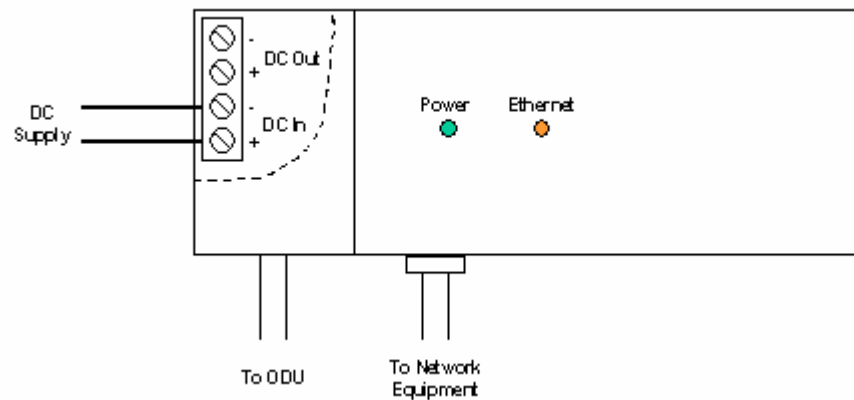 -
DC Out
+
DC
Supply
-
DC In
+
Power
Ethernet
To ODU
To Network
Equipment